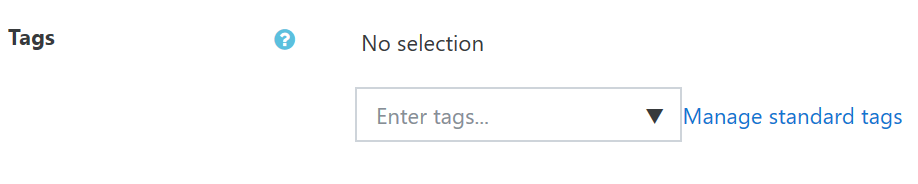 Tags
No selection
Enter tags...
Manage standard tags